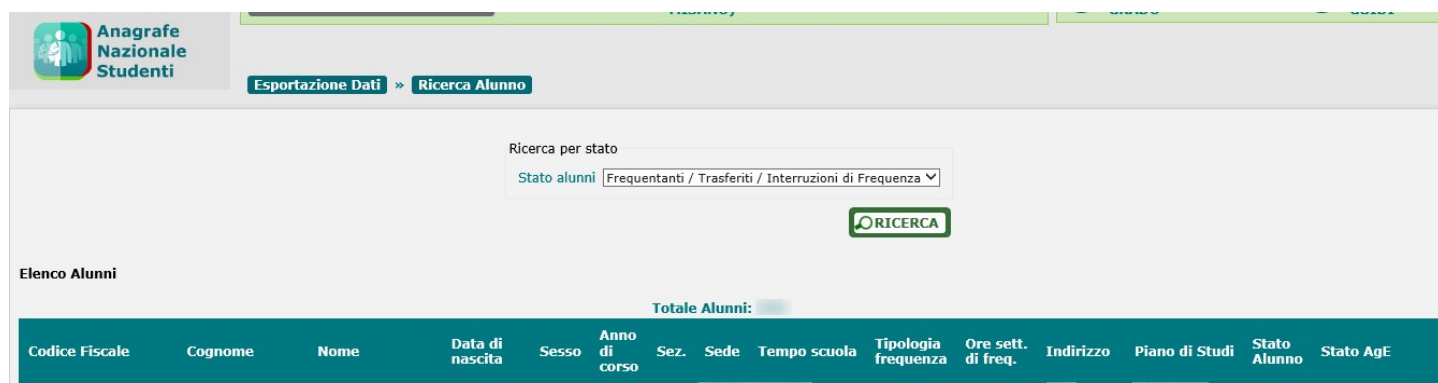 Anagrafe
Nazionale
Studenti
Esportazione Dati » Ricerca Alunno
Ricerca per stato
Stato alunni Frequentanti / Trasferiti / Interruzioni di Frequenza
RICERCA
Elenco Alunni
Totale Alunni:
Codice Fiscale Cognome Nome Data di nascita Sesso Anno di corso Sez. Sede Tempo scuola Tipologia frequenza Ore sett. di freq. Indirizzo Piano di Studi Stato Alunno Stato AgE